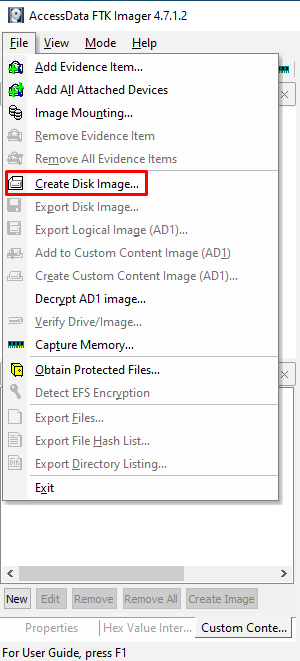 AccessData FTK Imager 4.7.1.2
File View Mode Help
Add Evidence Item...
Add All Attached Devices
Image Mounting...
Remove Evidence Item
Remove All Evidence Items
Create Disk Image...
Export Disk Image...
Export Logical Image (AD1)...
Add to Custom Content Image (AD1)
Create Custom Content Image (AD1)...
Decrypt AD1 image...
Verify Drive/Image...
Capture Memory...
Obtain Protected Files...
Detect EFS Encryption
Export Files...
Export File Hash List...
DIR Export Directory Listing...
Exit
New Edit Remove Remove All Create Image
Properties Hex Value Inter... Custom Conte...
For User Guide, press F1